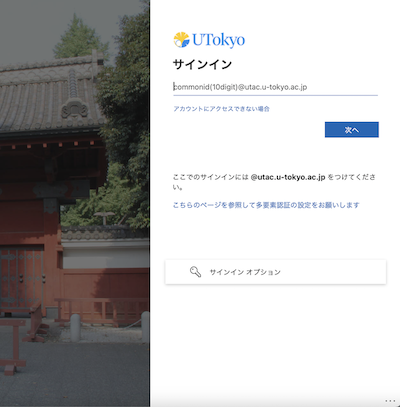 UTokyo
サインイン
commonid(10digit)@utac.u-tokyo.ac.jp
アカウントにアクセスできない場合
次へ
ここでのサインインには @utac.u-tokyo.ac.jp をつけてくださ
い。
こちらのページを参照して多要素認証の設定をお願いします
サインイン オプション